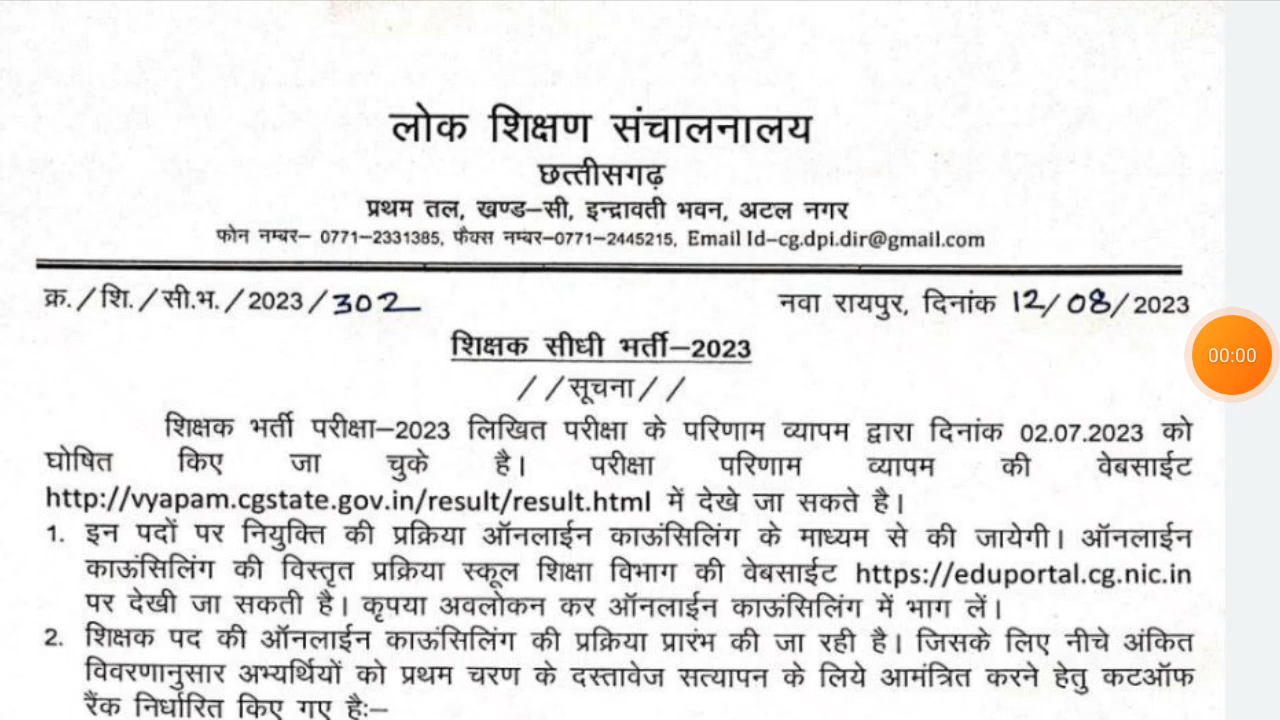 लोक शिक्षण संचालनालय
छत्तीसगढ़
प्रथम तल, खण्ड–सी, इन्द्रावती भवन, अटल नगर
फोन नम्बर– 0771–2331385, फैक्स नम्बर–0771–2445215, Email Id–cg.dpi.dir@gmail.com
क्र./शि./सी.भ./2023/302 नवा रायपुर, दिनांक 12/08/2023
शिक्षक सीधी भर्ती–2023
//सूचना//
00:00
शिक्षक भर्ती परीक्षा–2023 लिखित परीक्षा के परिणाम व्यापम द्वारा दिनांक 02.07.2023 को
घोषित किए जा चुके है। परीक्षा परिणाम व्यापम की वेबसाईट
http://vyapam.cgstate.gov.in/result/result.html में देखे जा सकते है।
1. इन पदों पर नियुक्ति की प्रक्रिया ऑनलाईन काऊंसिलिंग के माध्यम से की जायेगी। ऑनलाईन
काऊंसिलिंग की विस्तृत प्रक्रिया स्कूल शिक्षा विभाग की वेबसाईट https://eduportal.cg.nic.in
पर देखी जा सकती है। कृपया अवलोकन कर ऑनलाईन काऊंसिलिंग में भाग लें।
2. शिक्षक पद की ऑनलाईन काऊंसिलिंग की प्रक्रिया प्रारंभ की जा रही है। जिसके लिए नीचे अंकित
विवरणानुसार अभ्यर्थियों को प्रथम चरण के दस्तावेज सत्यापन के लिये आमंत्रित करने हेतु कटऑफ
रैंक निर्धारित किए गए है:–